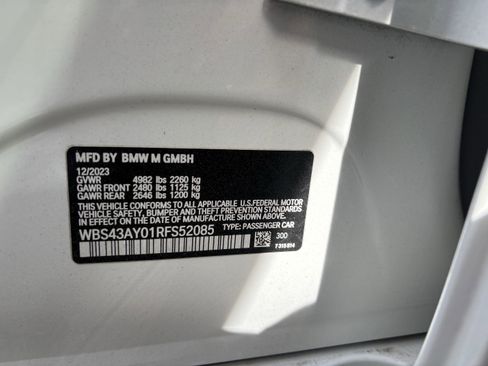 MFD BY BMW M GMBH
12/2023
GVWR 4982 lbs 2260 kg
GAWR FRONT 2480 lbs 1125 kg
GAWR REAR 2646 lbs 1200 kg
THIS VEHICLE CONFORMS TO ALL APPLICABLE U.S.FEDERAL MOTOR
VEHICLE SAFETY, BUMPER, AND THEFT PREVENTION STANDARDS
IN EFFECT ON THE DATE OF MANUFACTURE SHOWN ABOVE.
WBS43AY01RFS52085 TYPE: PASSENGER CAR
300